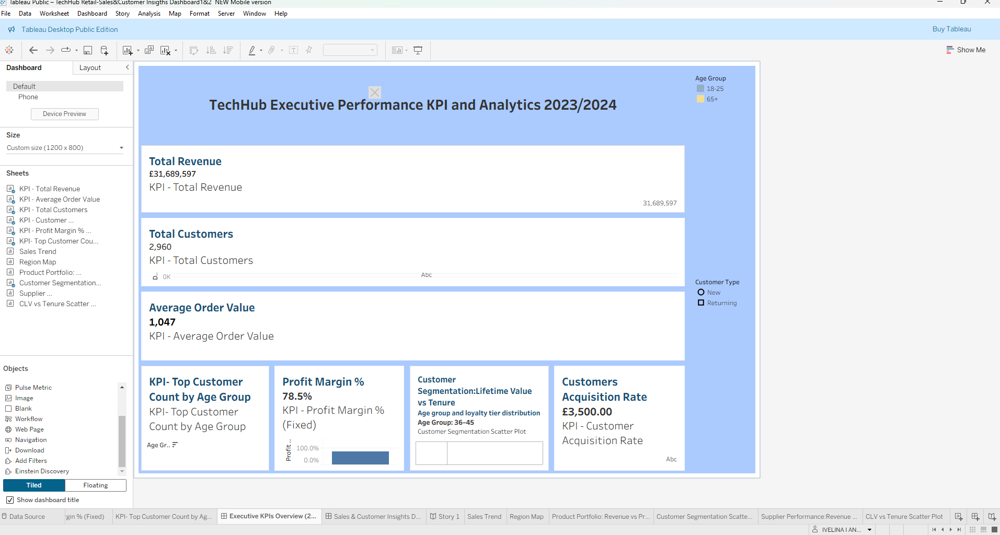 Tableau Public – TechHub Retail-Sales&Customer Insigths Dashboard1&2 NEW Mobile version
File Data Worksheet Dashboard Story Analysis Map Format Server Window Help
Tableau Desktop Public Edition
Buy Tableau
Show Me
Dashboard
Layout
Default
Phone
Device Preview
Size
Custom size (1200 x 800)
Sheets
KPI - Total Revenue
KPI - Average Order Value
KPI - Total Customers
KPI - Customer ...
KPI - Profit Margin % ...
KPI- Top Customer Cou...
Sales Trend
Region Map
Product Portfolio: ...
Customer Segmentation...
Supplier ...
CLV vs Tenure Scatter ...
Objects
Pulse Metric
Image
Blank
Workflow
Web Page
Navigation
Download
Add Filters
Einstein Discovery
Tiled
Floating
Show dashboard title
TechHub Executive Performance KPI and Analytics 2023/2024
Age Group
18-25
65+
Total Revenue
£31,689,597
KPI - Total Revenue
31,689,597
Total Customers
2,960
KPI - Total Customers
D..
0K
Abc
Customer Type
New
Returning
Average Order Value
1,047
KPI - Average Order Value
KPI- Top Customer
Count by Age Group
KPI- Top Customer
Count by Age Group
Age Gr..
Profit Margin %
78.5%
KPI - Profit Margin %
(Fixed)
Profit ..
100.0%
0.0%
Customer
Segmentation:Lifetime Value
vs Tenure
Age group and loyalty tier distribution
Age Group: 36–45
Customer Segmentation Scatter Plot
Customers
Acquisition Rate
£3,500.00
KPI - Customer
Acquisition Rate
Abc
Data Source
rgin % (Fixed)
KPI- Top Customer Count by Ag...
Executive KPIs Overview (2...
Sales & Customer Insights D...
Story 1
Sales Trend
Region Map
Product Portfolio: Revenue vs Pr...
Customer Segmentation Scatte...
Supplier Performance:Revenue ...
CLV vs Tenure Scatter Plot
IVELINA I AN...